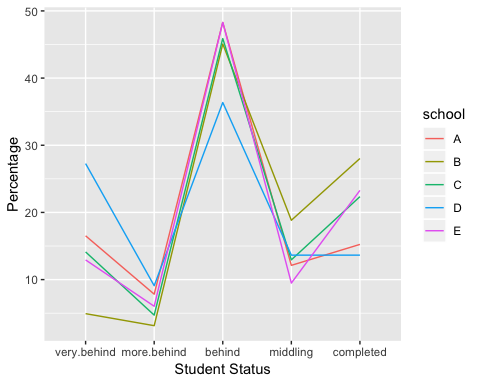 50
40
30
20
10
Percentage
very.behind more.behind behind middling completed
Student Status
school
A
B
C
D
E